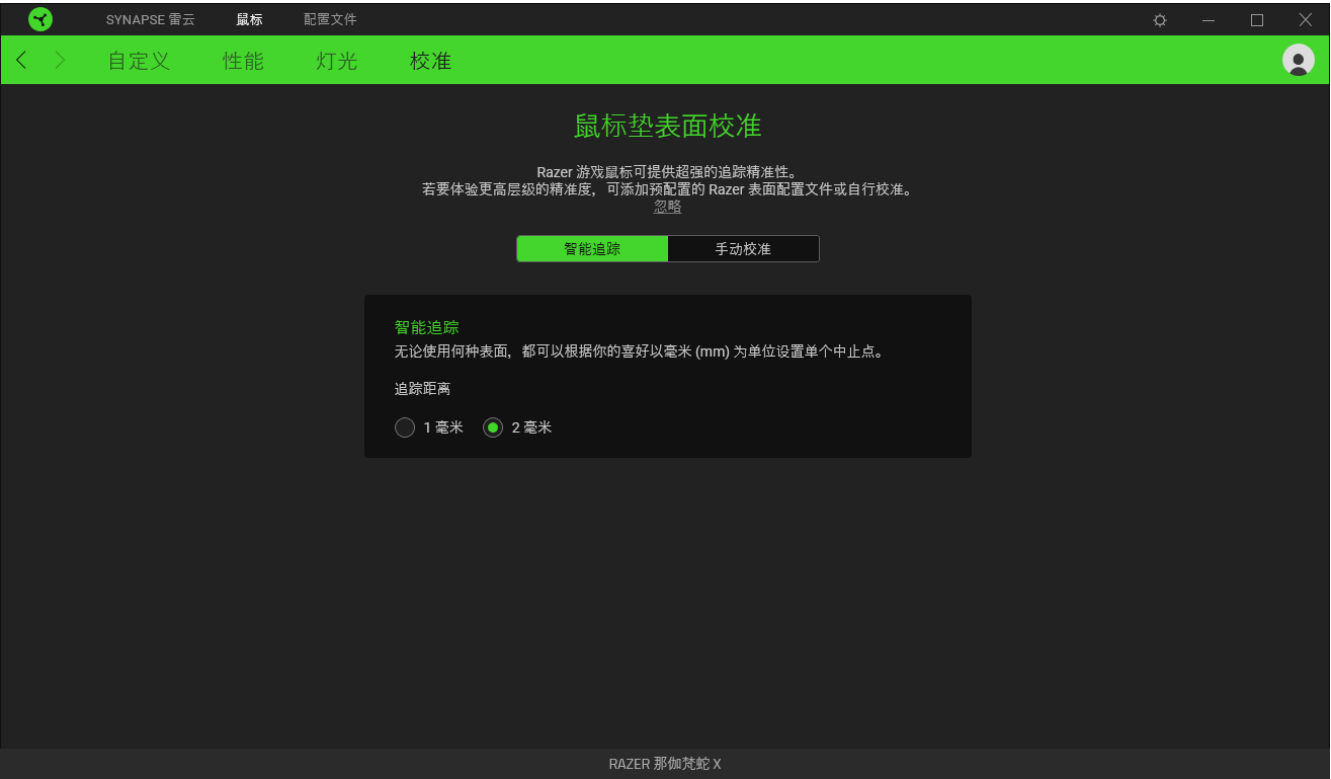 SYNAPSE 雷云 鼠标 配置文件
自定义 性能 灯光 校准
鼠标垫表面校准
Razer 游戏鼠标可提供超强的追踪精准性。
若要体验更高层级的精准度，可添加预配置的 Razer 表面配置文件或自行校准。
忽略
智能追踪 手动校准
智能追踪
无论使用何种表面，都可以根据你的喜好以毫米 (mm) 为单位设置单个中止点。
追踪距离
1 毫米 2 毫米
RAZER 那伽梵蛇 X